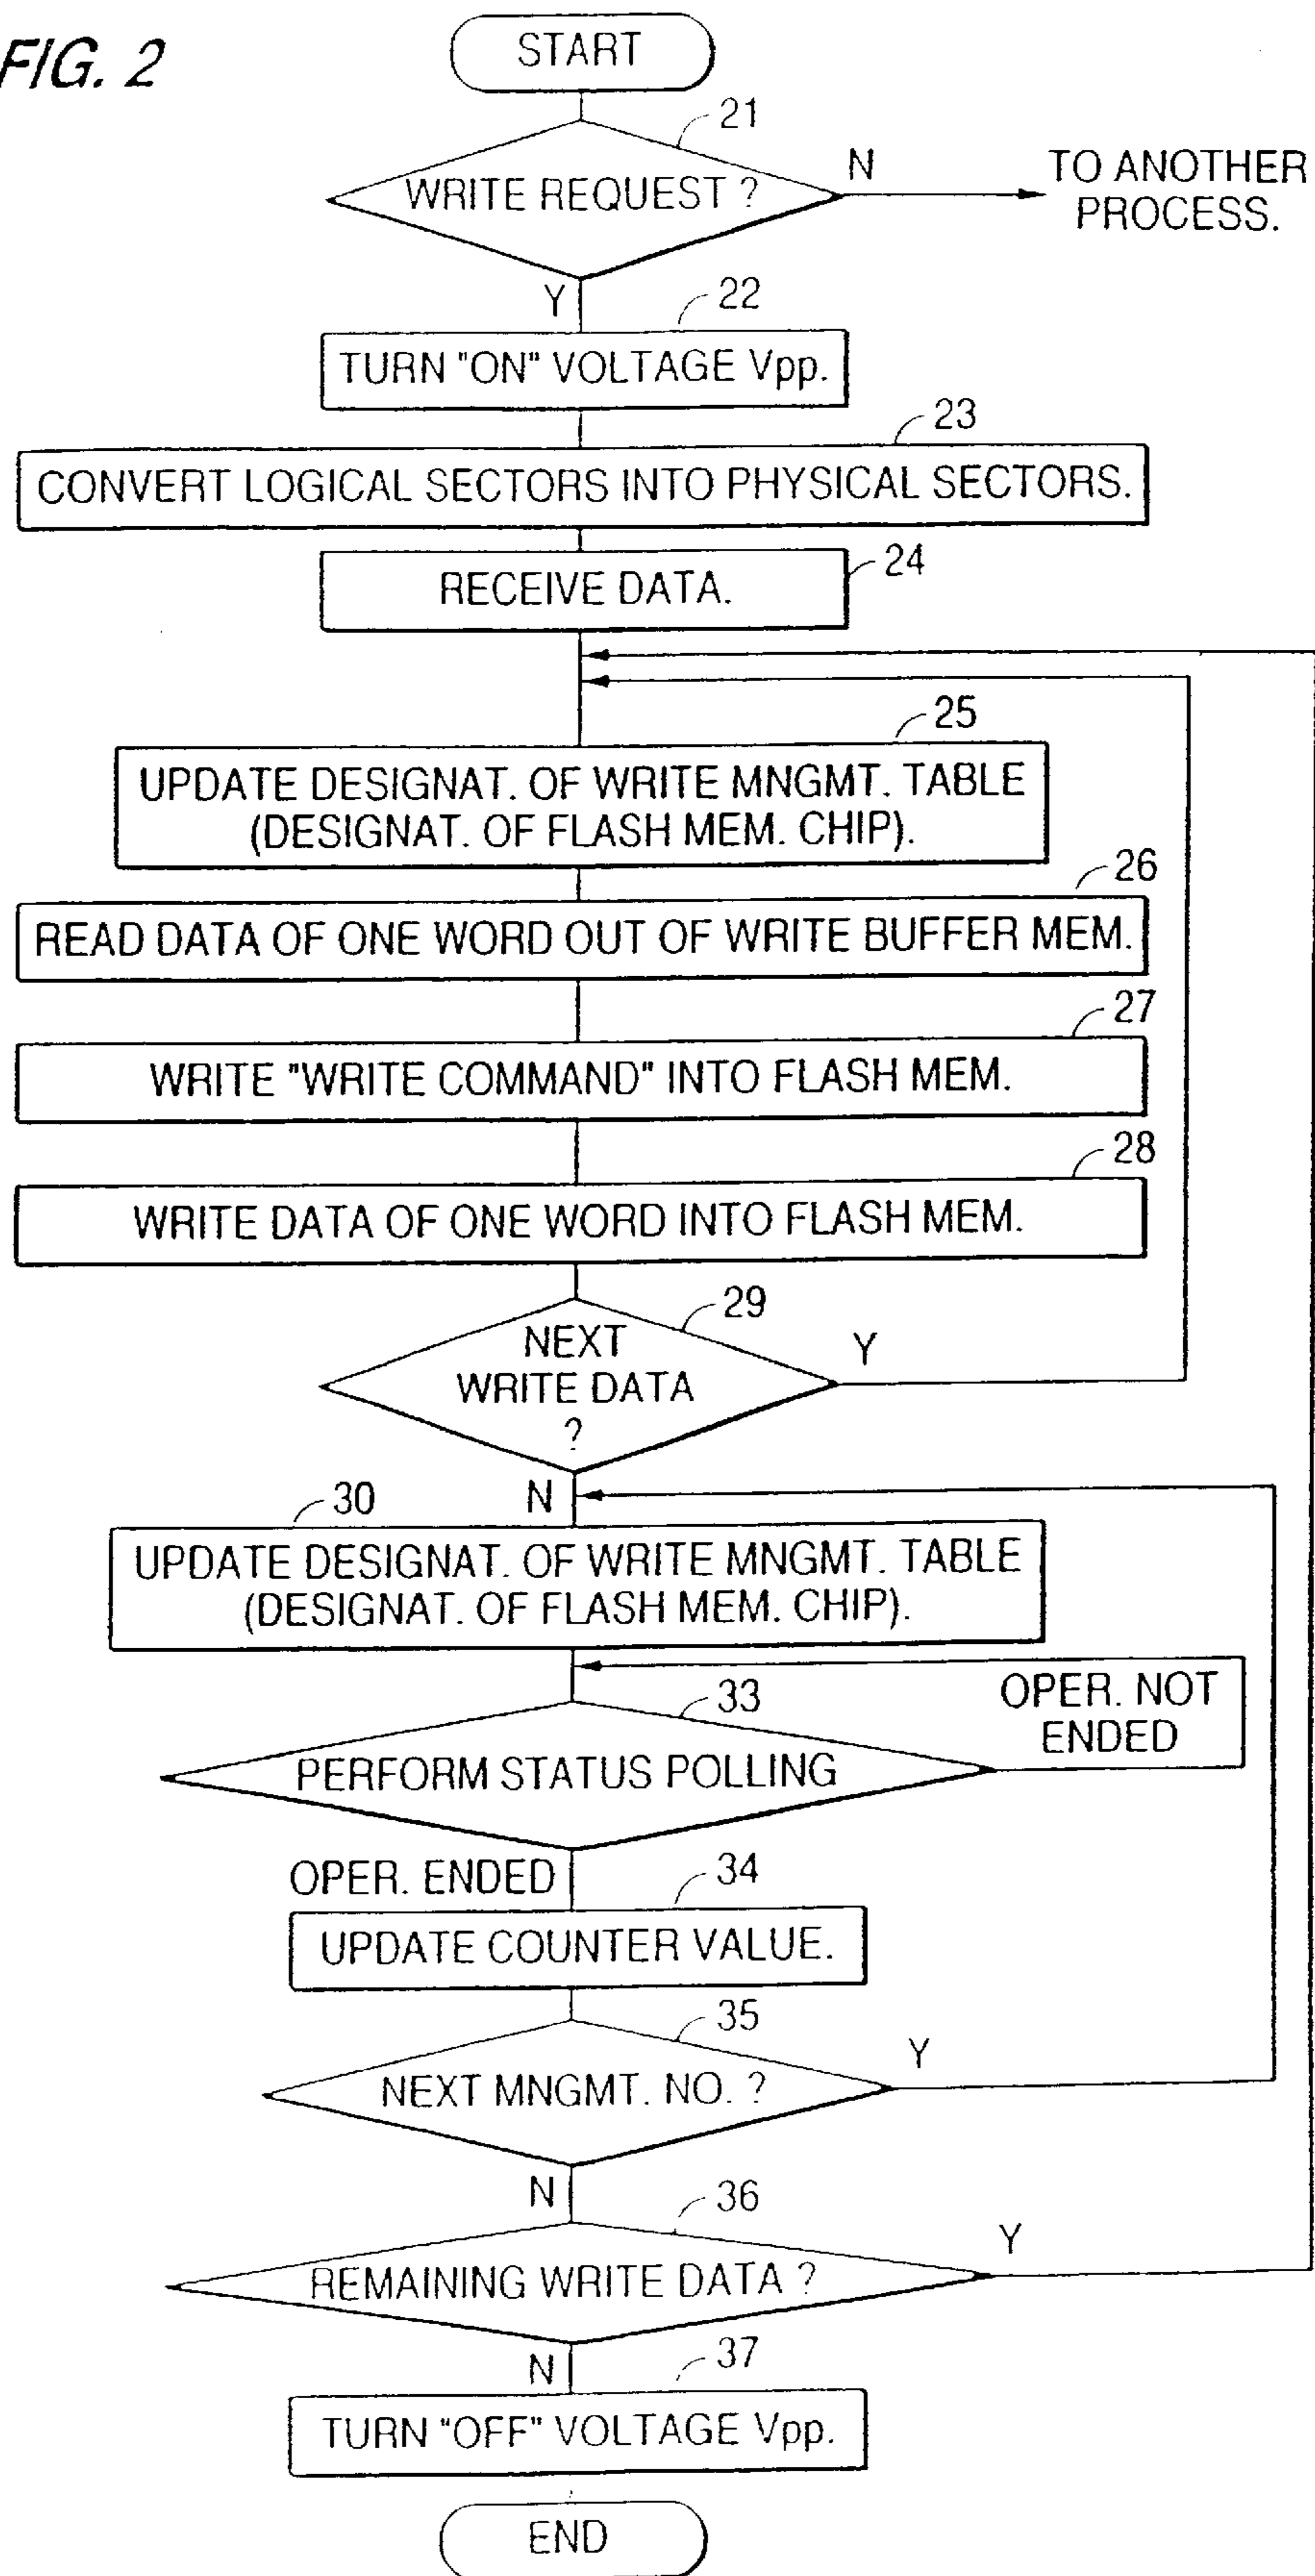 FIG. 2
START
21
WRITE REQUEST ?
N
TO ANOTHER
PROCESS.
Y
22
TURN "ON" VOLTAGE Vpp.
23
CONVERT LOGICAL SECTORS INTO PHYSICAL SECTORS.
24
RECEIVE DATA.
25
UPDATE DESIGNAT. OF WRITE MNGMT. TABLE
(DESIGNAT. OF FLASH MEM. CHIP).
26
READ DATA OF ONE WORD OUT OF WRITE BUFFER MEM.
27
WRITE "WRITE COMMAND" INTO FLASH MEM.
28
WRITE DATA OF ONE WORD INTO FLASH MEM.
29
NEXT
WRITE DATA
?
Y
N
30
UPDATE DESIGNAT. OF WRITE MNGMT. TABLE
(DESIGNAT. OF FLASH MEM. CHIP).
33
PERFORM STATUS POLLING
OPER. NOT
ENDED
OPER. ENDED
34
UPDATE COUNTER VALUE.
35
NEXT MNGMT. NO. ?
Y
N
36
REMAINING WRITE DATA ?
Y
N
37
TURN "OFF" VOLTAGE Vpp.
END